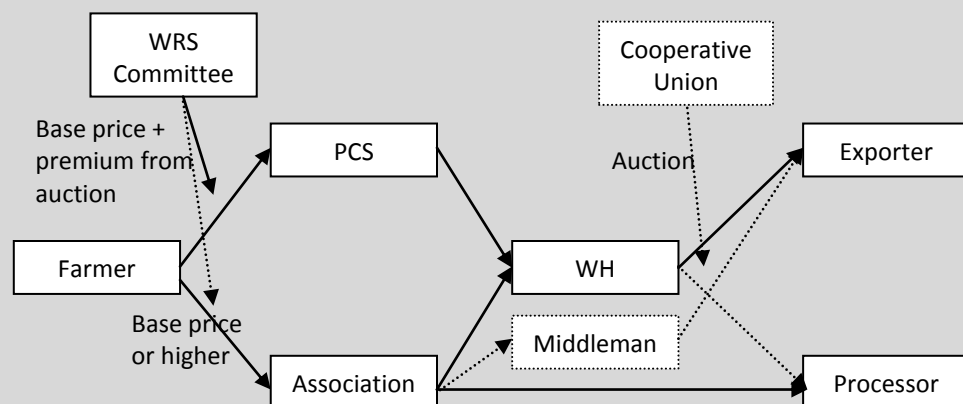 WRS
Committee
Cooperative
Union
Base price +
premium from
auction
PCS
Auction
Exporter
Farmer
WH
Base price
or higher
Middleman
Association
Processor